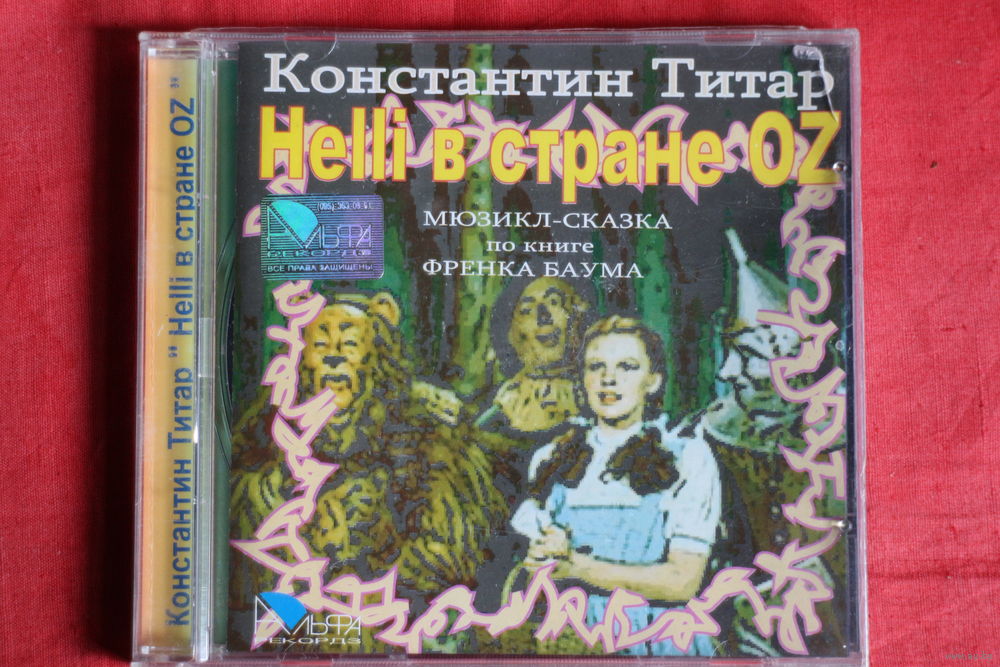 Константин Титар
Helli в стране OZ
МЮЗИКЛ-СКАЗКА
по книге
ФРЕНКА БАУМА
АЛЬФА
РЕКОРДЗ
ВСЕ ПРАВА ЗАЩИЩЕНЫ
АЛЬФА
РЕКОРДЗ
Константин Титар " Helli в стране OZ "